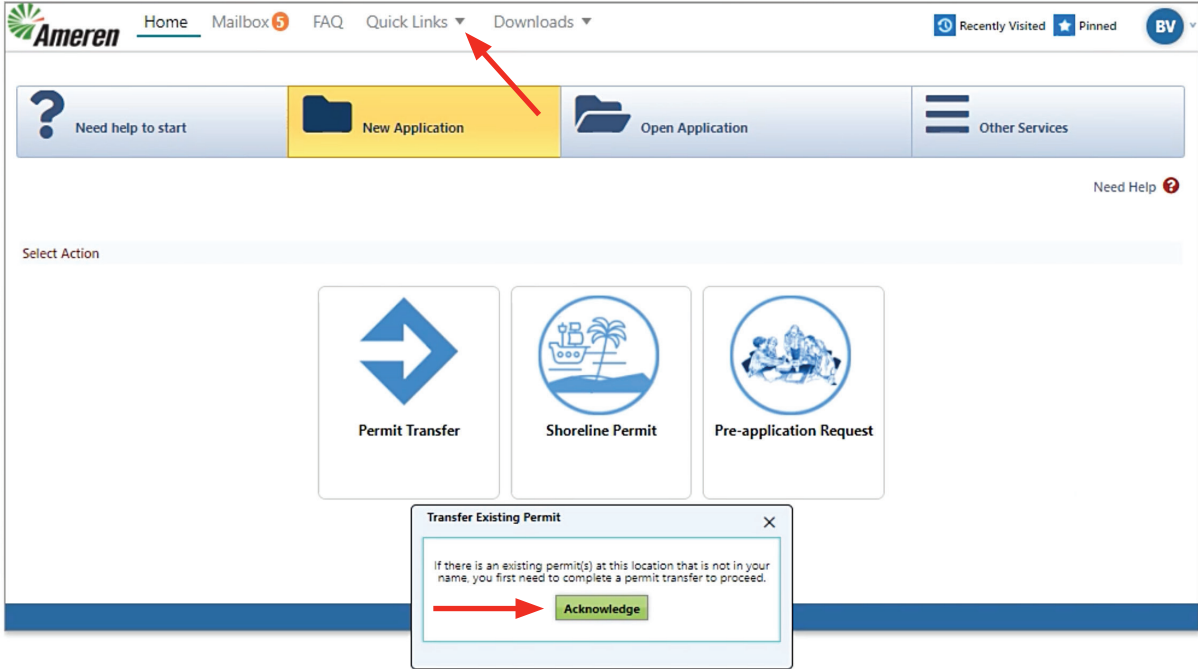 Ameren
Home Mailbox 5 FAQ Quick Links Downloads
Recently Visited Pinned BV
Need help to start
New Application
Open Application
Other Services
Need Help ?
Select Action
Permit Transfer
Shoreline Permit
Pre-application Request
Transfer Existing Permit
If there is an existing permit(s) at this location that is not in your
name, you first need to complete a permit transfer to proceed.
Acknowledge